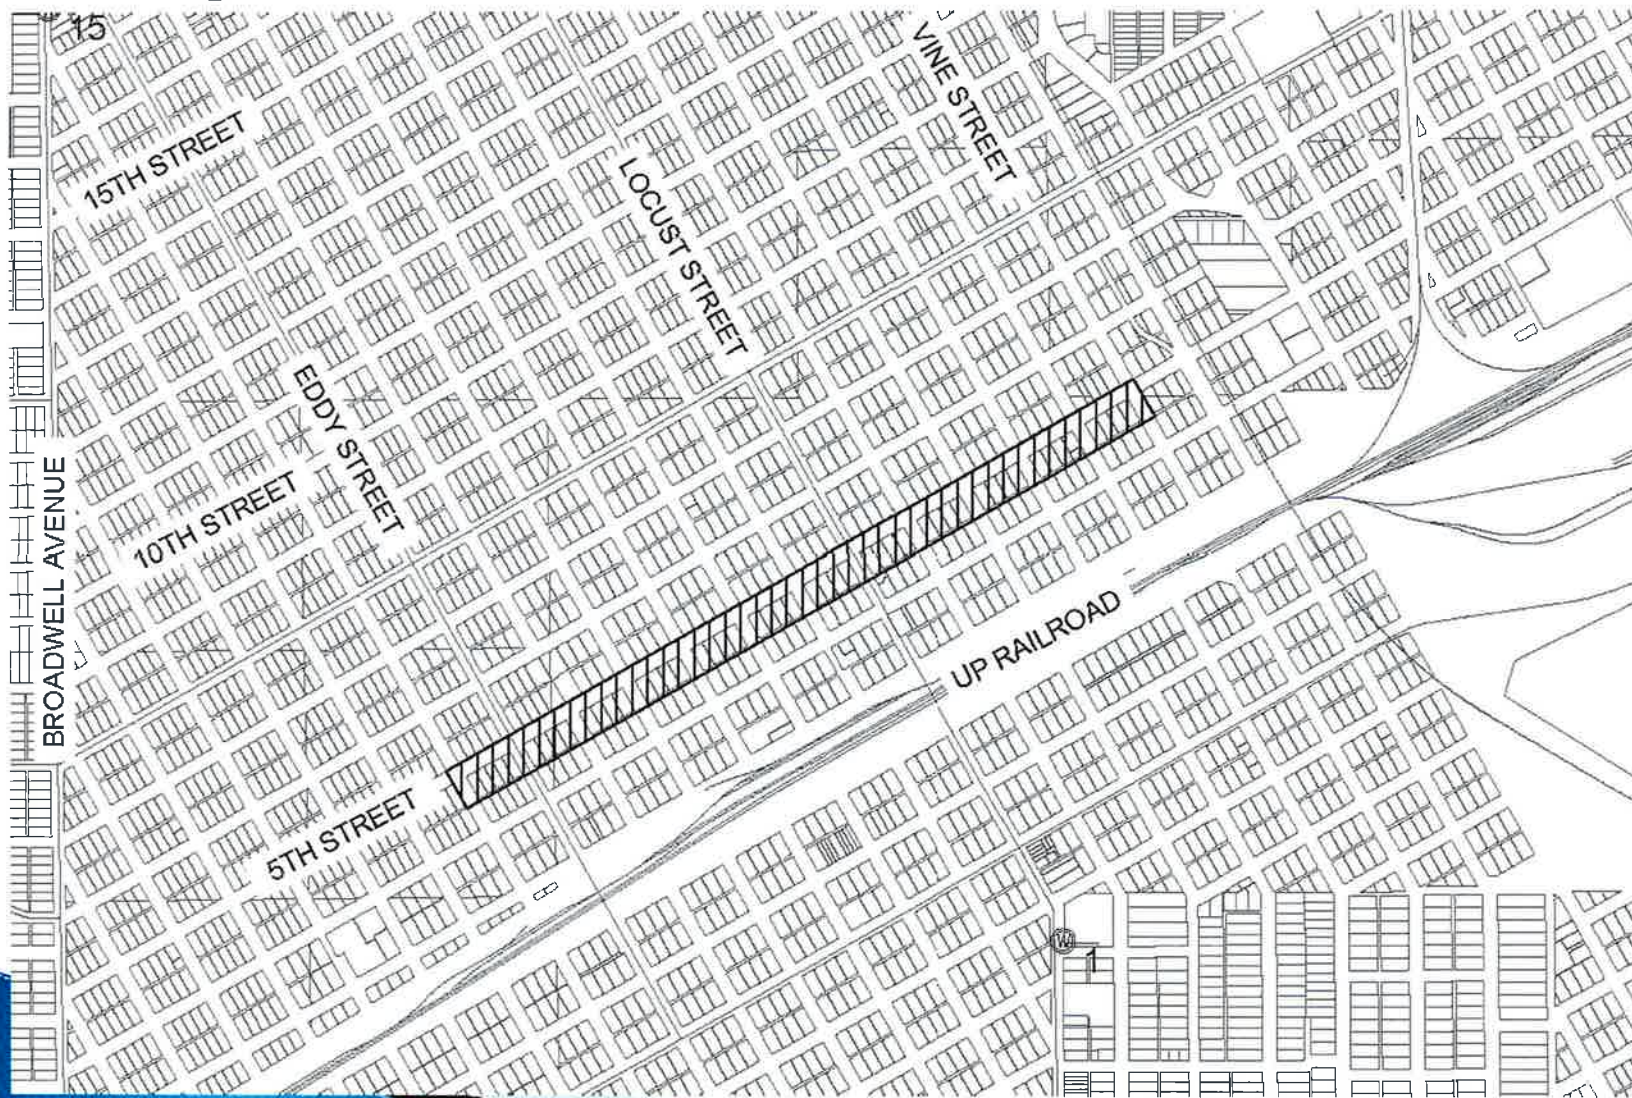 15
VINE STREET
15TH STREET
LOCUST STREET
EDDY STREET
10TH STREET
BROADWELL AVENUE
UP RAILROAD
5TH STREET
W
1